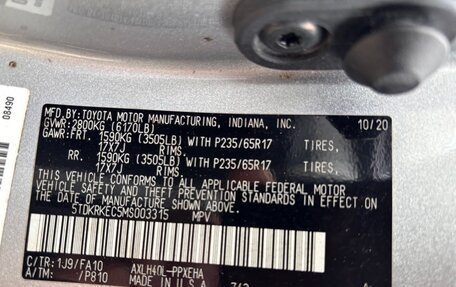 MFD.BY:TOYOTA MOTOR MANUFACTURING, INDIANA, INC. 10/20
GVWR:2800KG (6170LB)
GAWR:FRT. 1590KG (3505LB) WITH P235/65R17 TIRES,
17X7J RIMS
RR. 1590KG (3505LB) WITH P235/65R17 TIRES,
17X7J RIMS
THIS VEHICLE CONFORMS TO ALL APPLICABLE FEDERAL MOTOR
VEHICLE SAFETY AND BUMPER STANDARDS IN EFFECT ON
THE DATE OF MANUFACTURE SHOWN ABOVE.
5TDKRKEC5MS003315 MPV
C/TR:1J9/FA10 AXLH40L-PPXEHA
A/TM: /P810 MADE IN U.S.A.
08490